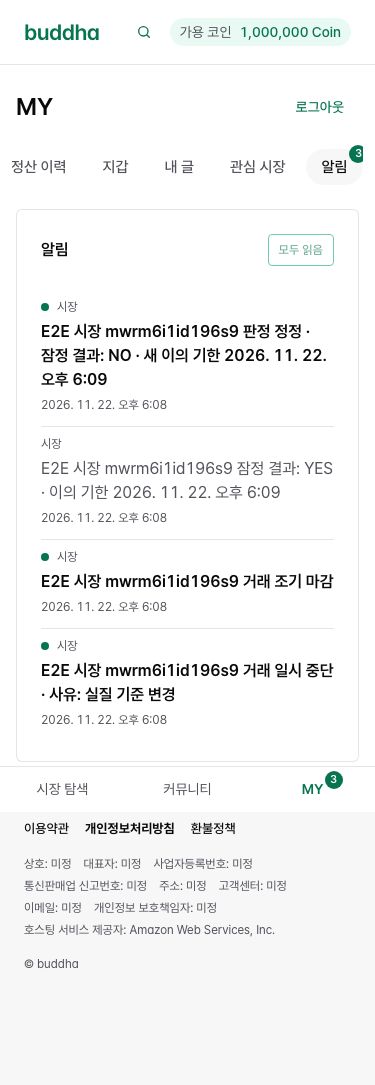 buddha
가용 코인 1,000,000 Coin
MY
로그아웃
정산 이력 지갑 내 글 관심 시장 알림 3
알림
모두 읽음
시장
E2E 시장 mwrm6i1id196s9 판정 정정 ·
잠정 결과: NO · 새 이의 기한 2026. 11. 22.
오후 6:09
2026. 11. 22. 오후 6:08
시장
E2E 시장 mwrm6i1id196s9 잠정 결과: YES
· 이의 기한 2026. 11. 22. 오후 6:09
2026. 11. 22. 오후 6:08
시장
E2E 시장 mwrm6i1id196s9 거래 조기 마감
2026. 11. 22. 오후 6:08
시장
E2E 시장 mwrm6i1id196s9 거래 일시 중단
· 사유: 실질 기준 변경
2026. 11. 22. 오후 6:08
시장 탐색 커뮤니티 MY 3
이용약관 개인정보처리방침 환불정책
상호: 미정 대표자: 미정 사업자등록번호: 미정
통신판매업 신고번호: 미정 주소: 미정 고객센터: 미정
이메일: 미정 개인정보 보호책임자: 미정
호스팅 서비스 제공자: Amazon Web Services, Inc.
© buddha